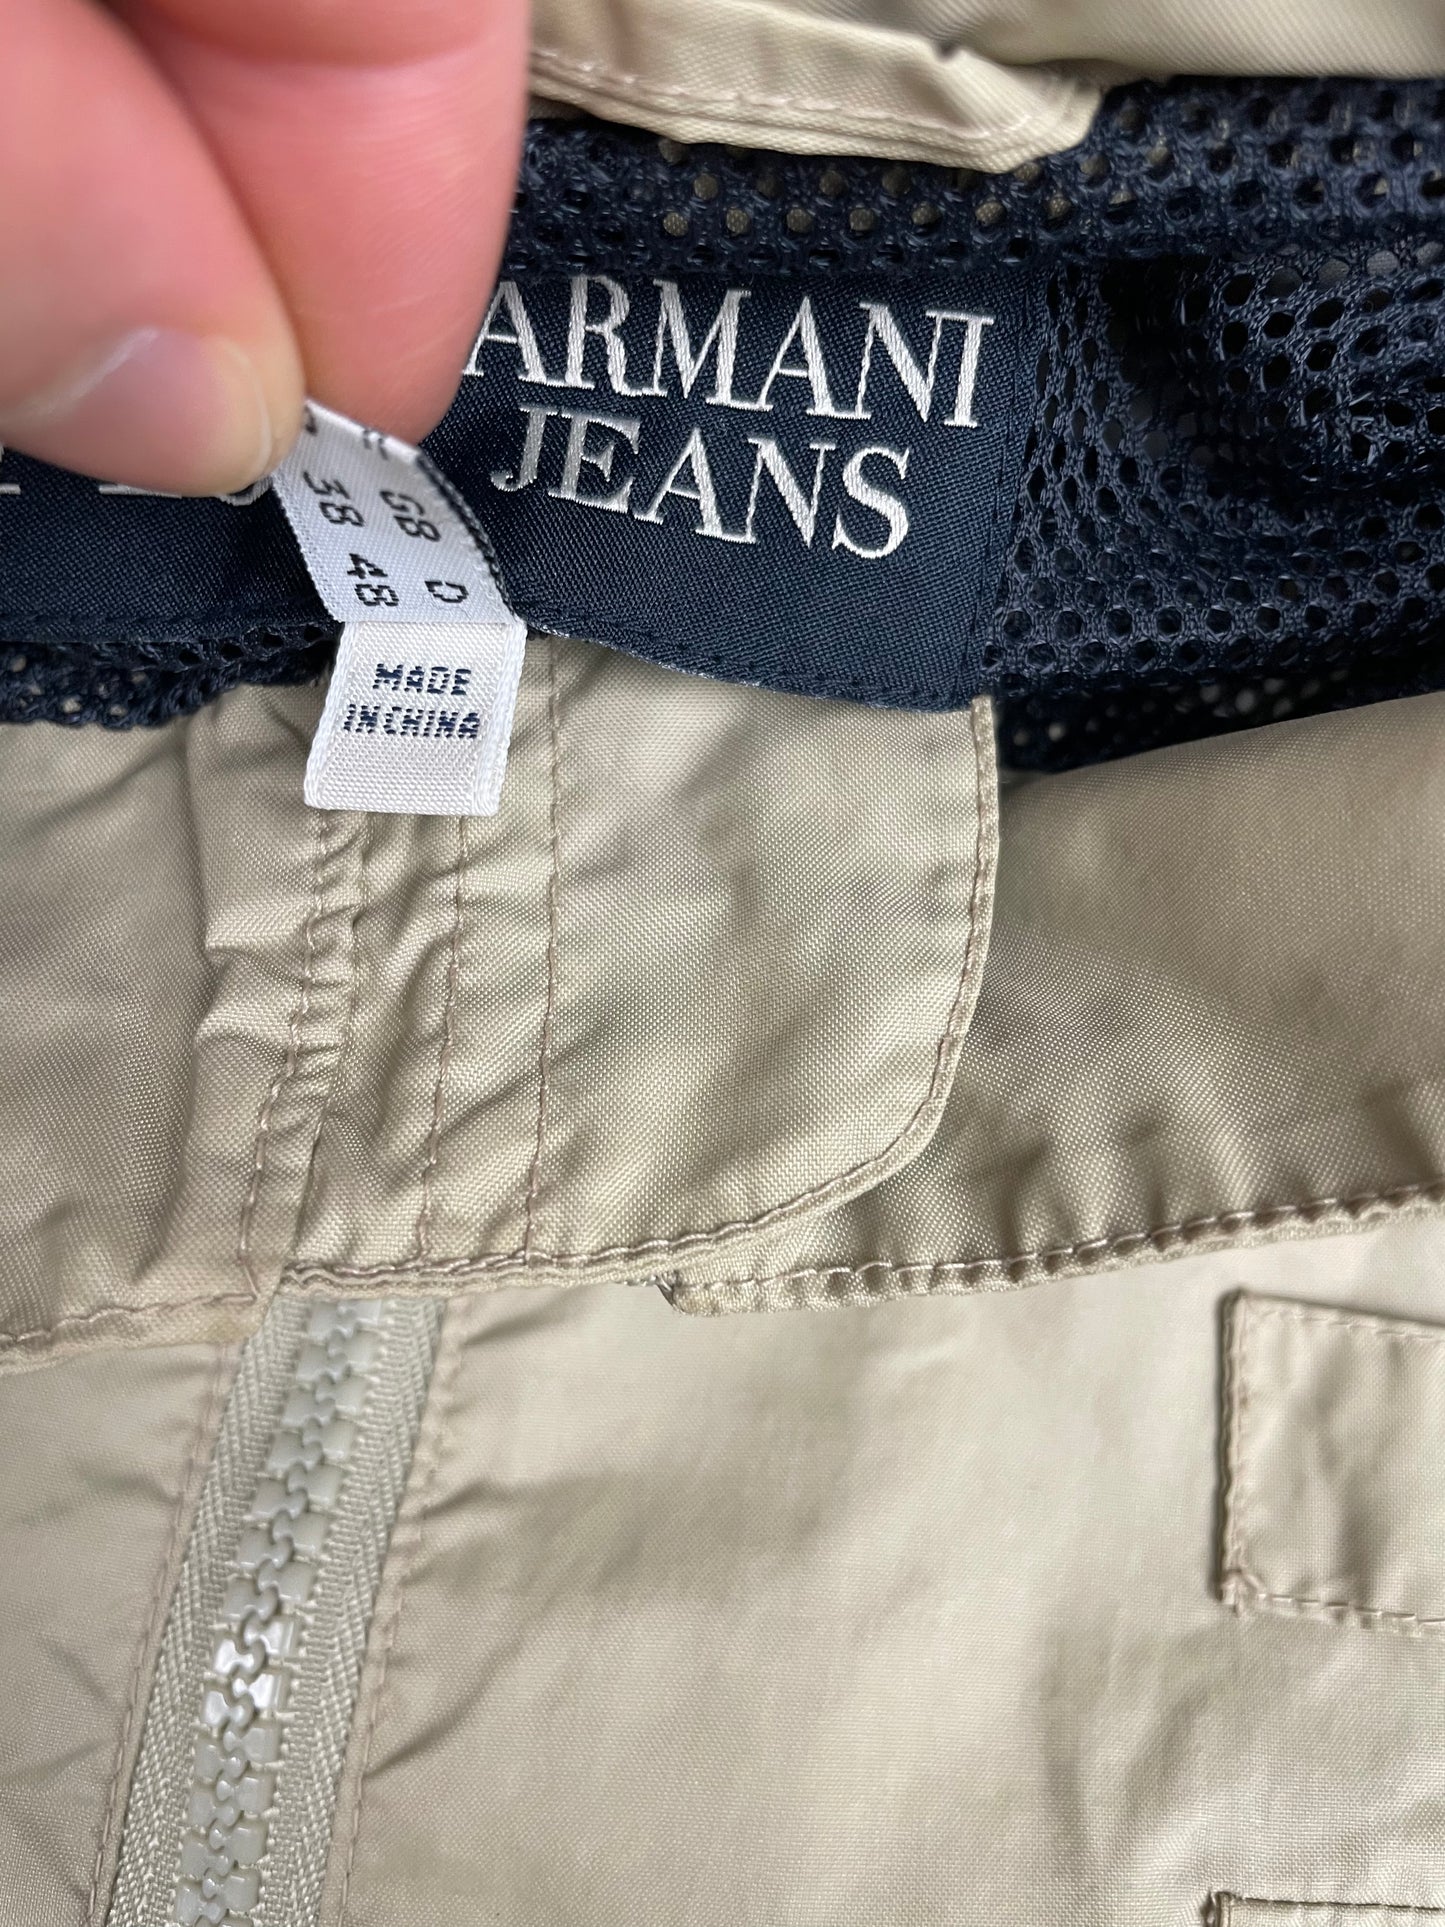 ARMANI
JEANS
GB D
38 48
MADE
IN CHINA